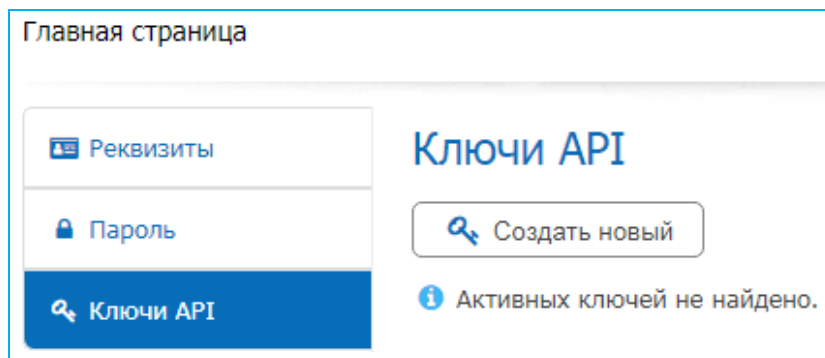 Главная страница
Реквизиты
Пароль
Ключи API
Ключи API
Создать новый
Активных ключей не найдено.